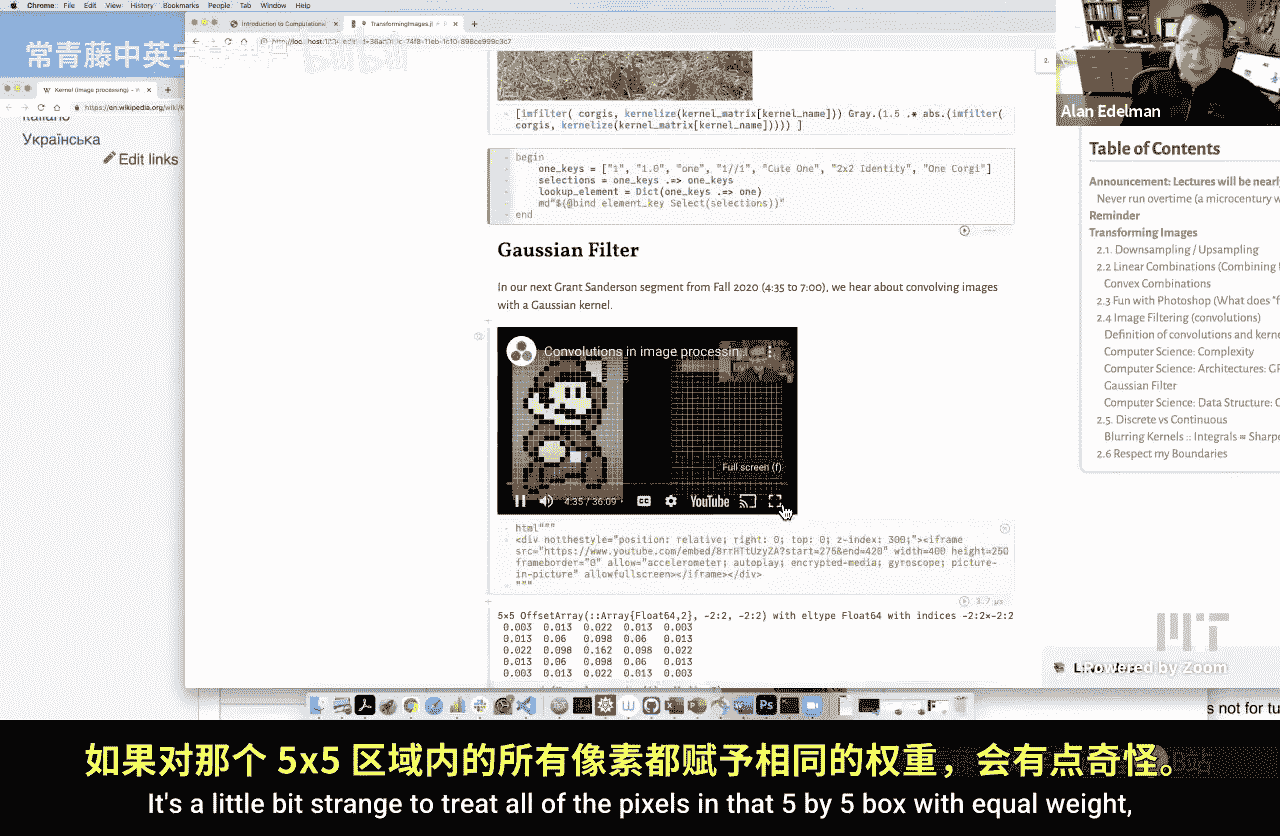 Chrome File Edit View History Bookmarks People Tab Window Help
Introduction to Computational
TransformingImages.jl
常青藤中英字
Kernel (image processing) - W
https://en.wikipedia.org/wiki/K
Italiano
Українська
Edit links
Alan Edelman
[imfilter( corgis, kernelize(kernel_matrix[kernel_name])) Gray.(1.5 .* abs.(imfilter(
corgis, kernelize(kernel_matrix[kernel_name])))) ]
begin
one_keys = ["1", "1.0", "one", "1//1", "Cute One", "2x2 Identity", "One Corgi"]
selections = one_keys .=> one_keys
lookup_element = Dict(one_keys .=> one)
md"$(@bind element_key Select(selections))"
end
Gaussian Filter
In our next Grant Sanderson segment from Fall 2020 (4:35 to 7:00), we hear about convolving images
with a Gaussian kernel.
Convolutions in image processin...
Full screen (f)
4:35 / 36:09
YouTube
html"""
<div notthestyle="position: relative; right: 0; top: 0; z-index: 300;"><iframe
src="https://www.youtube.com/embed/8rrHTtUzyZA?start=275&end=420" width=400 height=250
frameborder="0" allow="accelerometer; autoplay; encrypted-media; gyroscope; picture-
in-picture" allowfullscreen></iframe></div>
"""
3.7 μs
5×5 OffsetArray(::Array{Float64,2}, -2:2, -2:2) with eltype Float64 with indices -2:2×-2:2
0.003 0.013 0.022 0.013 0.003
0.013 0.06 0.098 0.06 0.013
0.022 0.098 0.162 0.098 0.022
0.013 0.06 0.098 0.06 0.013
0.003 0.013 0.022 0.013 0.003
Table of Contents
Announcement: Lectures will be nearly
Never run overtime (a microcentury w
Reminder
Transforming Images
2.1. Downsampling / Upsampling
2.2 Linear Combinations (Combining
Convex Combinations
2.3 Fun with Photoshop (What does "f
2.4 Image Filtering (convolutions)
Definition of convolutions and kerne
Computer Science: Complexity
Computer Science: Architectures: GP
Gaussian Filter
Computer Science: Data Structure: O
2.5. Discrete vs Continuous
Blurring Kernels :: Integrals ≈ Sharpe
2.6 Respect my Boundaries
Powered by Zoom
s not for tu
如果对那个 5x5 区域内的所有像素都赋予相同的权重，会有点奇怪。
It's a little bit strange to treat all of the pixels in that 5 by 5 box with equal weight,